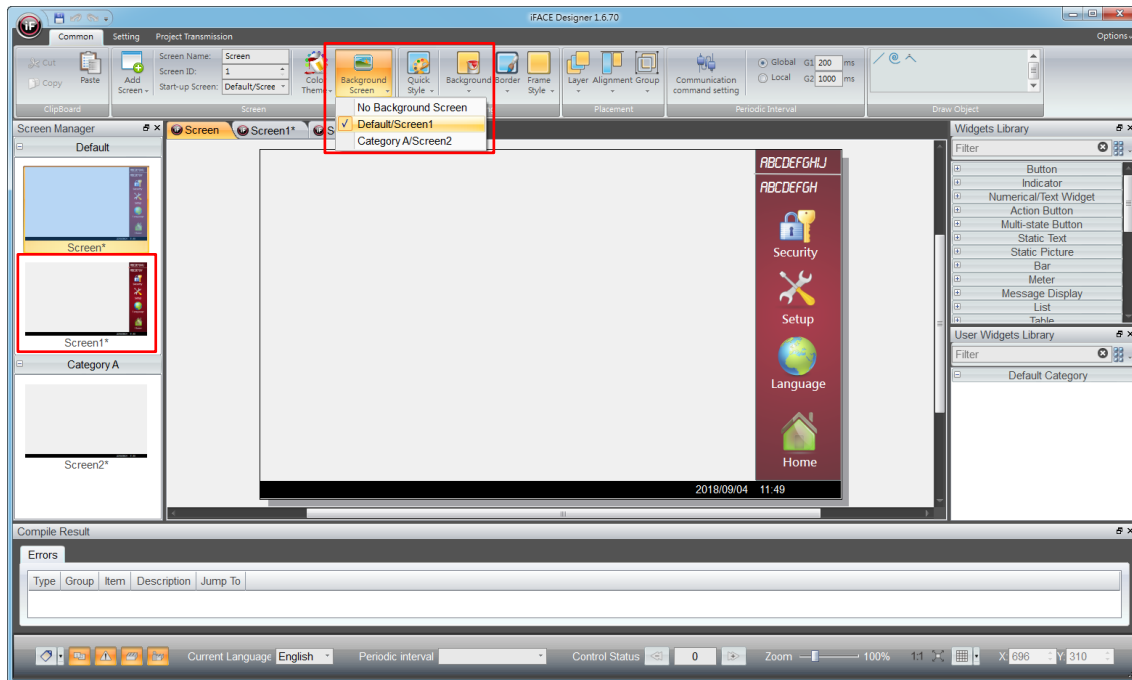 iF
iFACE Designer 1.6.70
Common Setting Project Transmission Options
Cut
Copy
Paste
Add Screen
Screen Name: Screen
Screen ID: 1
Start-up Screen: Default/Scree
Color Theme
Background Screen
Quick Style
Background
Border
Frame Style
Layer Alignment Group
Communication command setting
Global G1 200 ms
Local G2 1000 ms
ClipBoard Screen Placement Periodic Interval Draw Object
No Background Screen
Default/Screen1
Category A/Screen2
Screen Manager
Screen Screen1* S
Default
Screen*
Screen1*
Category A
Screen2*
ABCDEFGHIJ
ABCDEFGH
Security
Setup
Language
Home
2018/09/04 11:49
Widgets Library
Filter
Button
Indicator
Numerical/Text Widget
Action Button
Multi-state Button
Static Text
Static Picture
Bar
Meter
Message Display
List
Table
User Widgets Library
Filter
Default Category
Compile Result
Errors
Type Group Item Description Jump To
Current Language English Periodic interval Control Status 0 Zoom 100% 1:1 X: 696 Y: 310